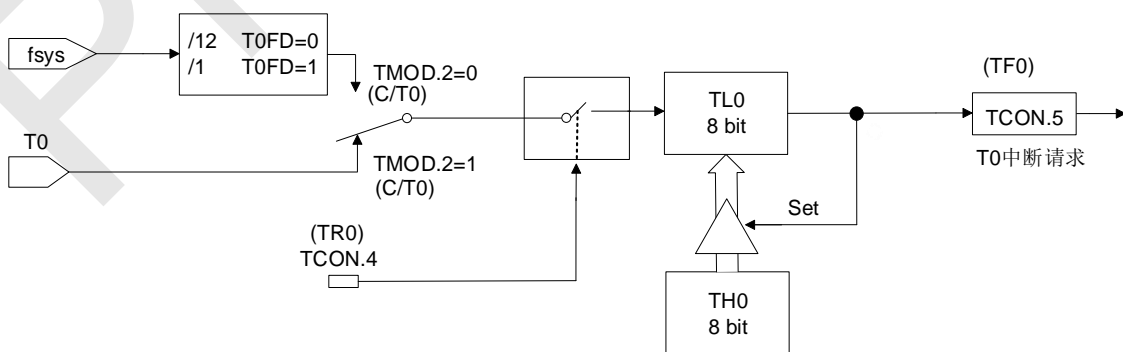 fsys
/12 T0FD=0
/1 T0FD=1
TMOD.2=0
(C/T0)
T0
TMOD.2=1
(C/T0)
(TR0)
TCON.4
TL0
8 bit
Set
TH0
8 bit
(TF0)
TCON.5
T0中断请求